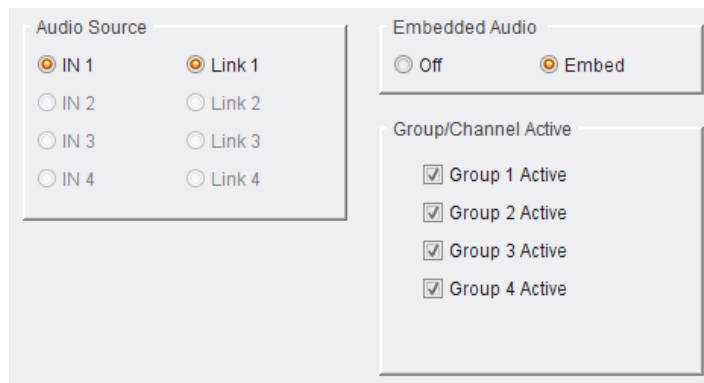 Audio Source
IN 1 Link 1
IN 2 Link 2
IN 3 Link 3
IN 4 Link 4
Embedded Audio
Off Embed
Group/Channel Active
Group 1 Active
Group 2 Active
Group 3 Active
Group 4 Active